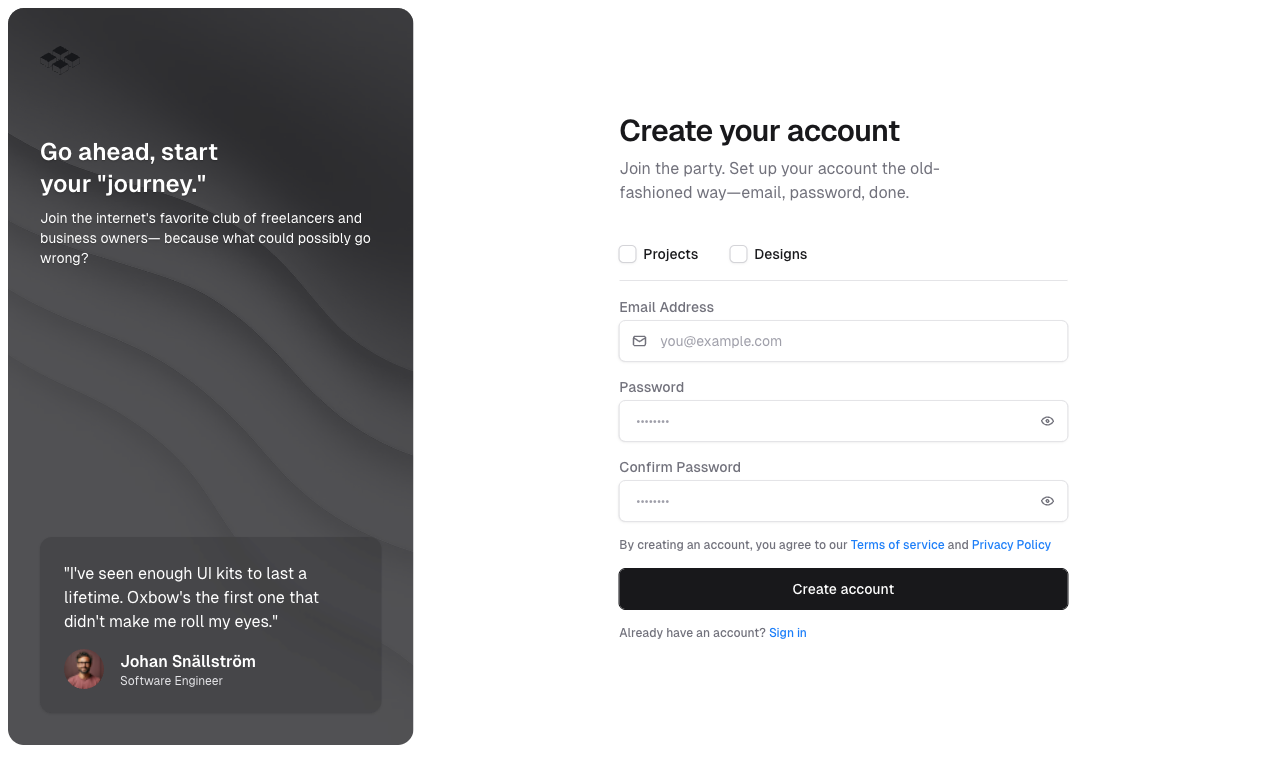 Go ahead, start
your "journey."
Join the internet's favorite club of freelancers and
business owners— because what could possibly go
wrong?
"I've seen enough UI kits to last a
lifetime. Oxbow's the first one that
didn't make me roll my eyes."
Johan Snällström
Software Engineer
Create your account
Join the party. Set up your account the old-
fashioned way—email, password, done.
Projects
Designs
Email Address
you@example.com
Password
••••••••
Confirm Password
••••••••
By creating an account, you agree to our Terms of service and Privacy Policy
Create account
Already have an account? Sign in